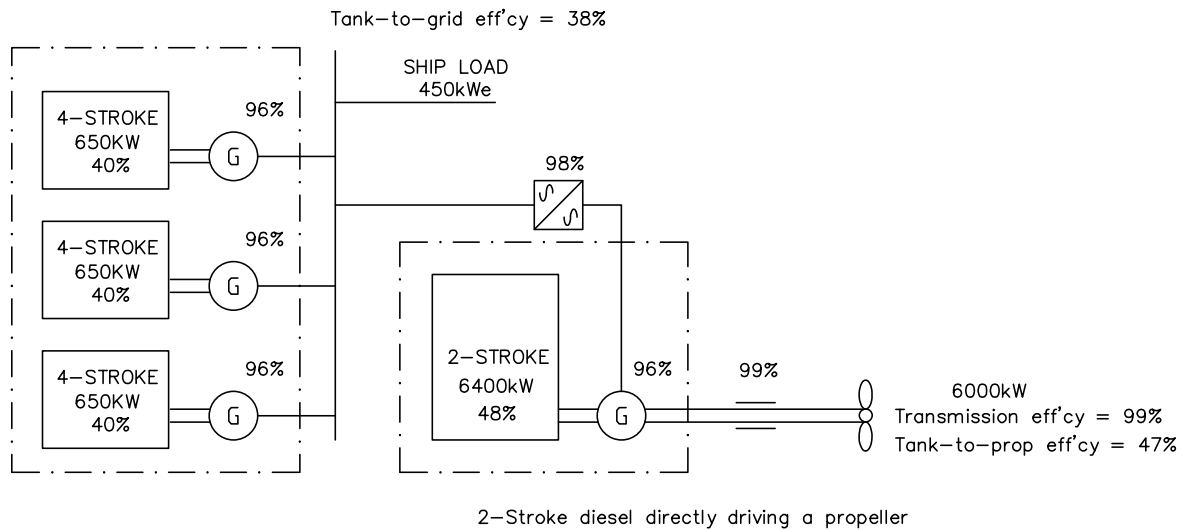 Tank-to-grid eff'cy = 38%
SHIP LOAD
450kWe
96%
4-STROKE
650KW
40%
G
98%
96%
4-STROKE
650KW
40%
G
96%
4-STROKE
650KW
40%
G
2-STROKE
6400kW
48%
96%
G
99%
6000kW
Transmission eff'cy = 99%
Tank-to-prop eff'cy = 47%
2-Stroke diesel directly driving a propeller